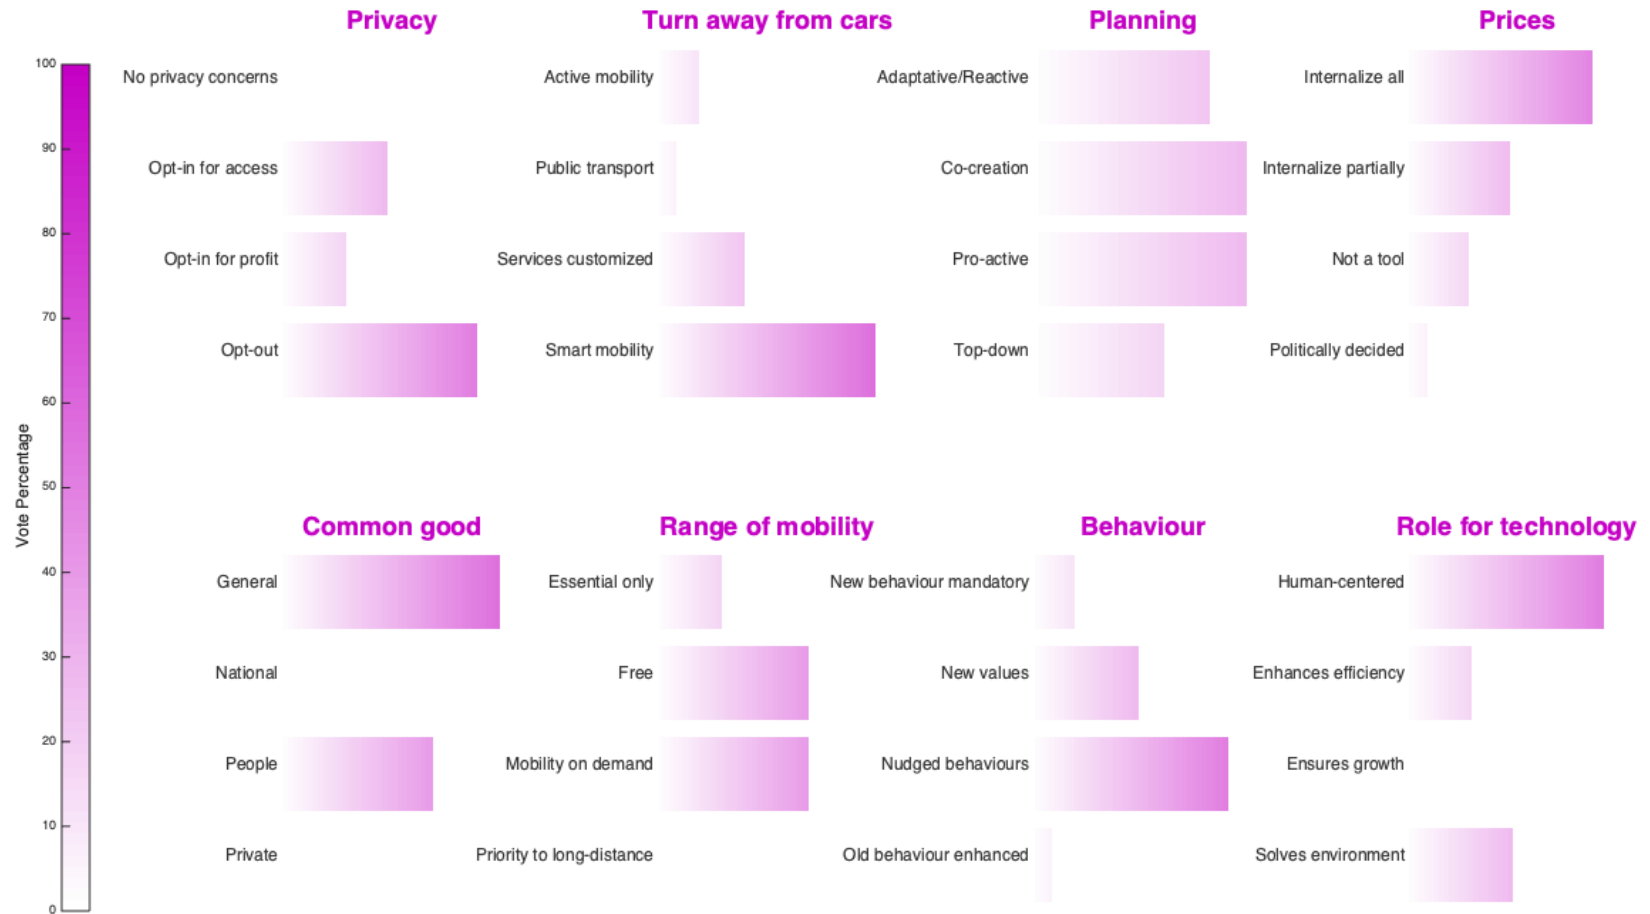 Privacy
Turn away from cars
Planning
Prices
100
90
80
70
60
50
40
30
20
10
0
Vote Percentage
No privacy concerns
Opt-in for access
Opt-in for profit
Opt-out
Active mobility
Public transport
Services customized
Smart mobility
Adaptative/Reactive
Co-creation
Pro-active
Top-down
Internalize all
Internalize partially
Not a tool
Politically decided
Common good
Range of mobility
Behaviour
Role for technology
General
National
People
Private
Essential only
Free
Mobility on demand
Priority to long-distance
New behaviour mandatory
New values
Nudged behaviours
Old behaviour enhanced
Human-centered
Enhances efficiency
Ensures growth
Solves environment